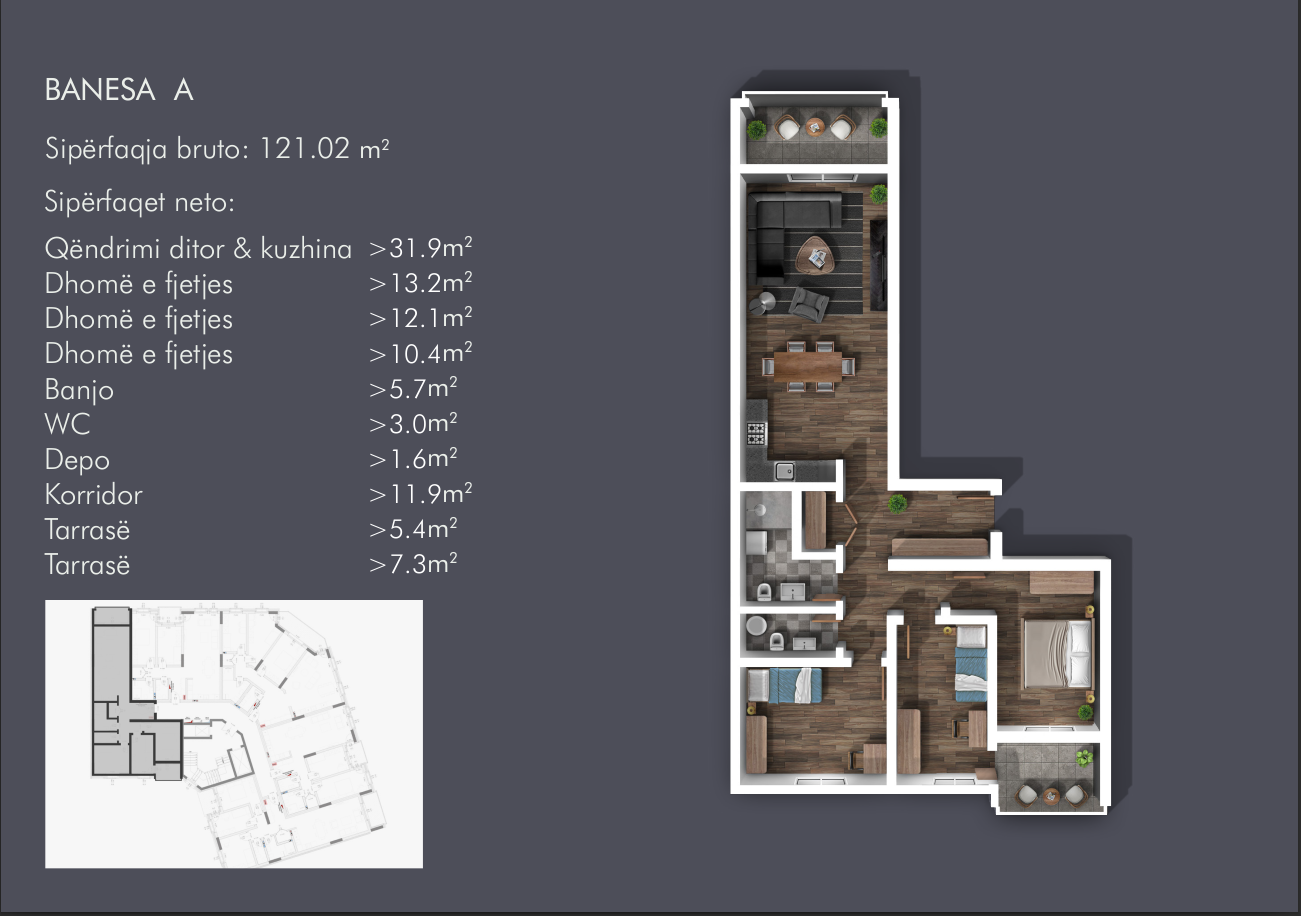 BANESA A
Sipërfaqja bruto: 121.02 m²
Sipërfaqet neto:
Qëndrimi ditor & kuzhina >31.9m²
Dhomë e fjetjes >13.2m²
Dhomë e fjetjes >12.1m²
Dhomë e fjetjes >10.4m²
Banjo >5.7m²
WC >3.0m²
Depo >1.6m²
Korridor >11.9m²
Tarrasë >5.4m²
Tarrasë >7.3m²